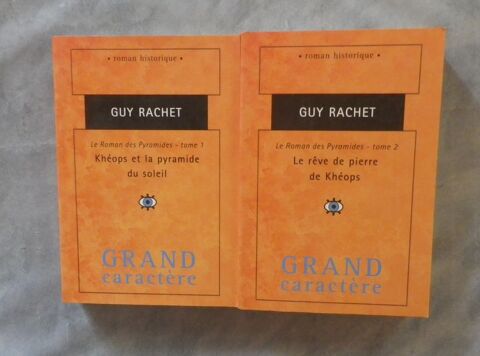 • roman historique •
GUY RACHET
Le Roman des Pyramides - tome 1
Khéops et la pyramide
du soleil
GRAND
caractère
• roman historique •
GUY RACHET
Le Roman des Pyramides - tome 2
Le rêve de pierre
de Khéops
GRAND
caractère